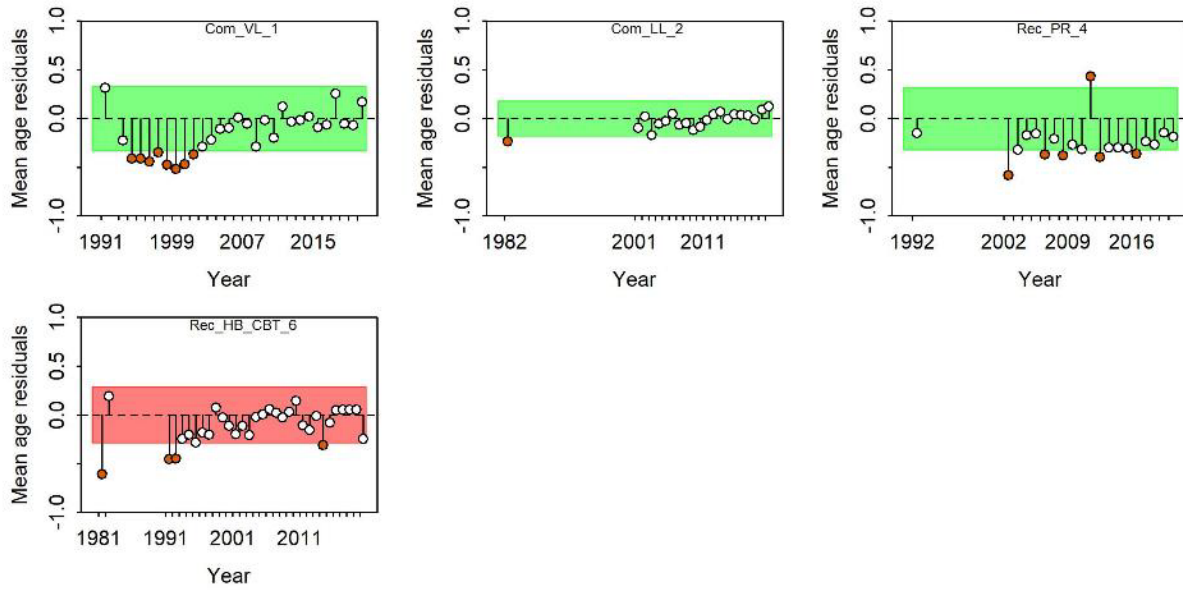 Com_VL_1
Mean age residuals
1.0
0.5
0.0
-1.0
1991 1999 2007 2015
Year
Com_LL_2
Mean age residuals
1.0
0.5
0.0
-1.0
1982 2001 2011
Year
Rec_PR_4
Mean age residuals
1.0
0.5
0.0
-1.0
1992 2002 2009 2016
Year
Rec_HB_CBT_6
Mean age residuals
1.0
0.5
0.0
-1.0
1981 1991 2001 2011
Year